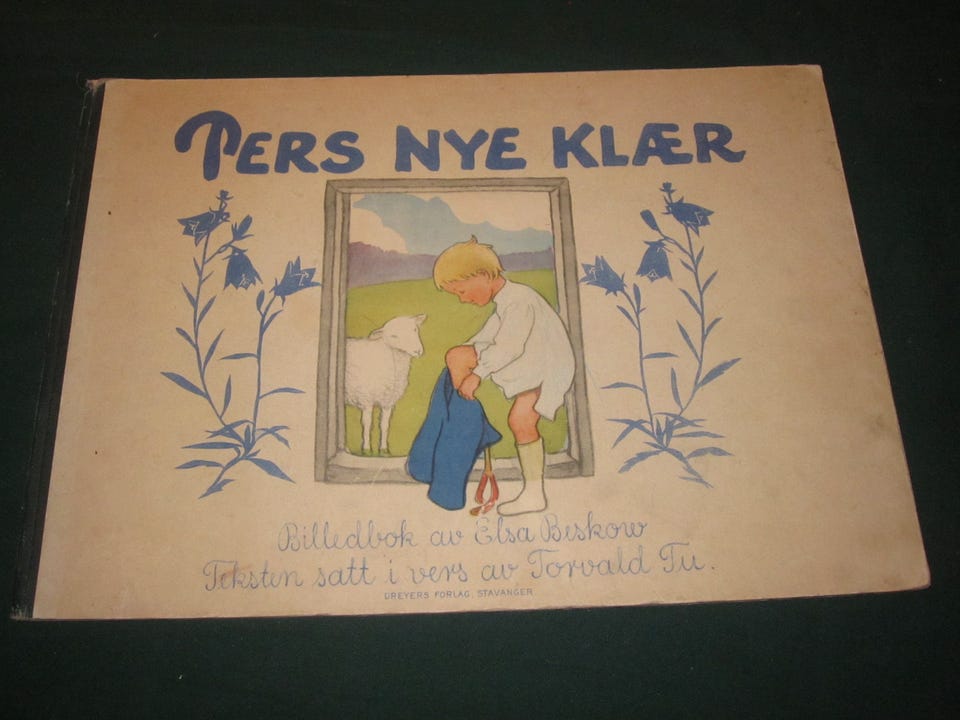 PERS NYE KLÆR
Billedbok av Elsa Beskow
Teksten satt i vers av Torvald Tu.
DREYERS FORLAG, STAVANGER